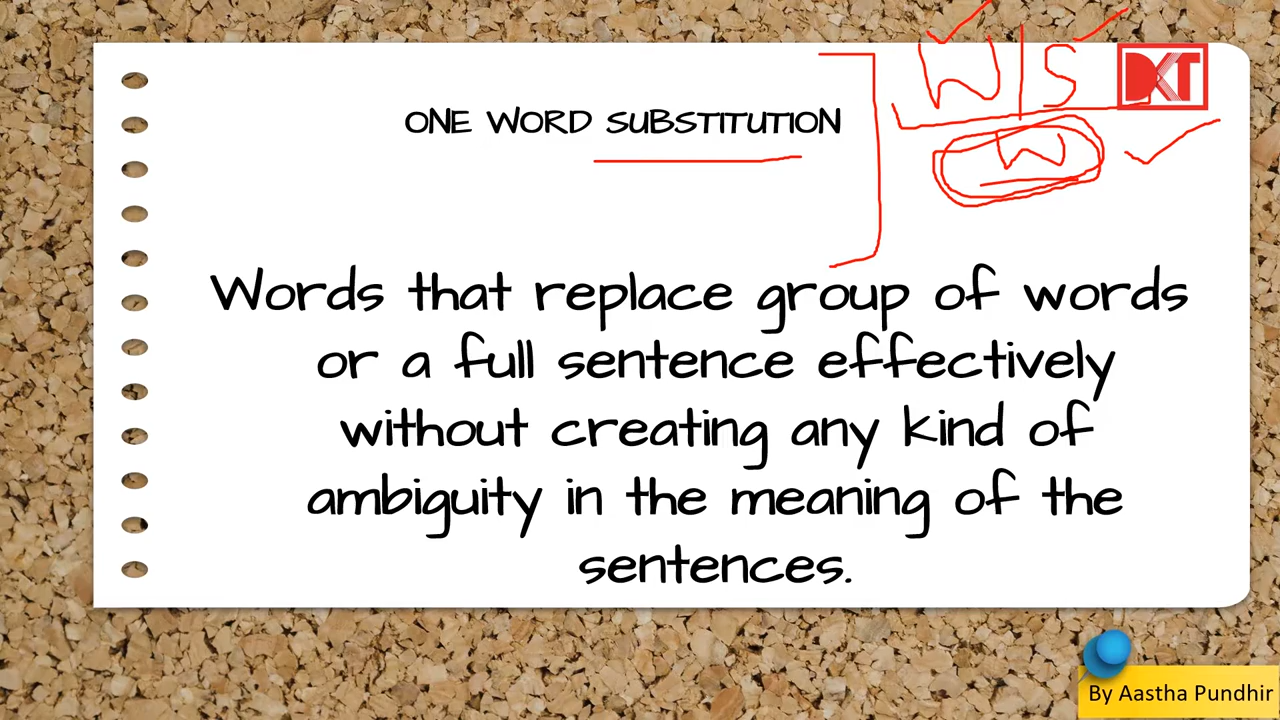 W S
DKT
ONE WORD SUBSTITUTION
W
Words that replace group of words
or a full sentence effectively
without creating any kind of
ambiguity in the meaning of the
sentences.
By Aastha Pundhir